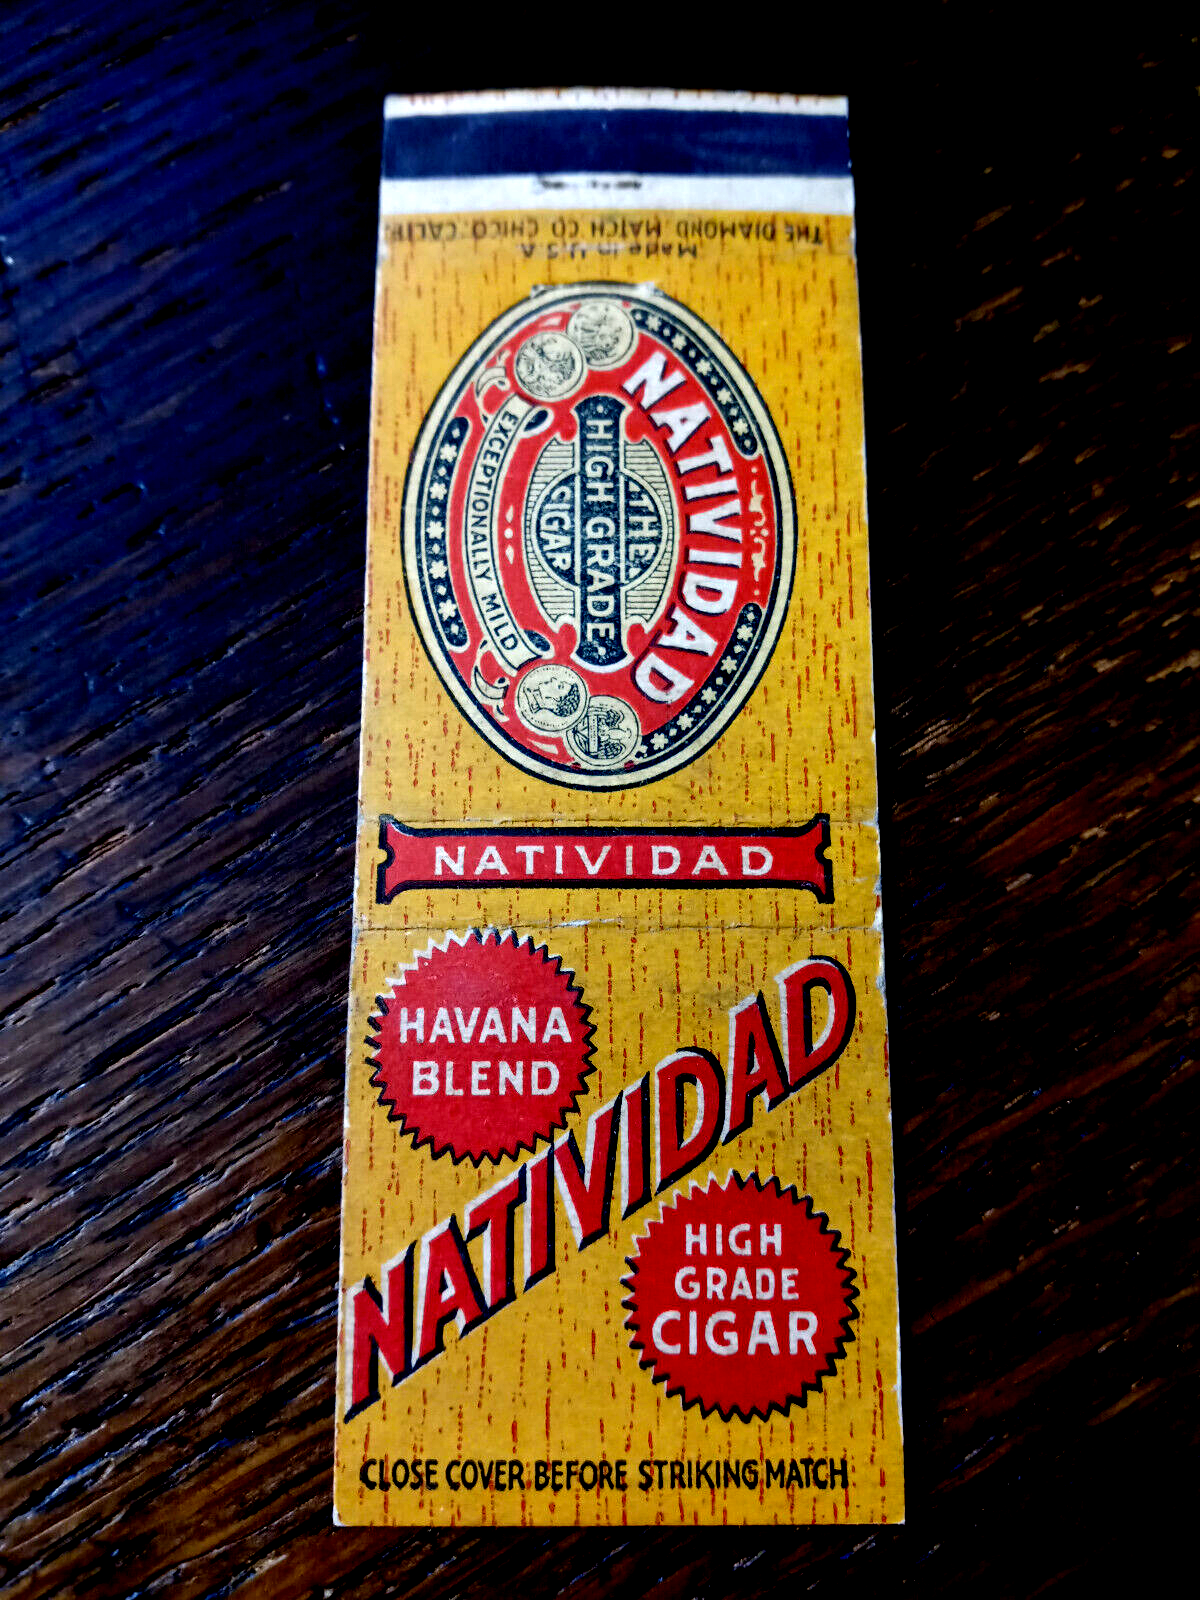 THE DIAMOND MATCH CO. CHICO. CALIF.
Made in U.S.A.
NATIVIDAD
THE
HIGH GRADE
CIGAR
EXCEPTIONALLY MILD
NATIVIDAD
HAVANA
BLEND
NATIVIDAD
HIGH
GRADE
CIGAR
CLOSE COVER BEFORE STRIKING MATCH